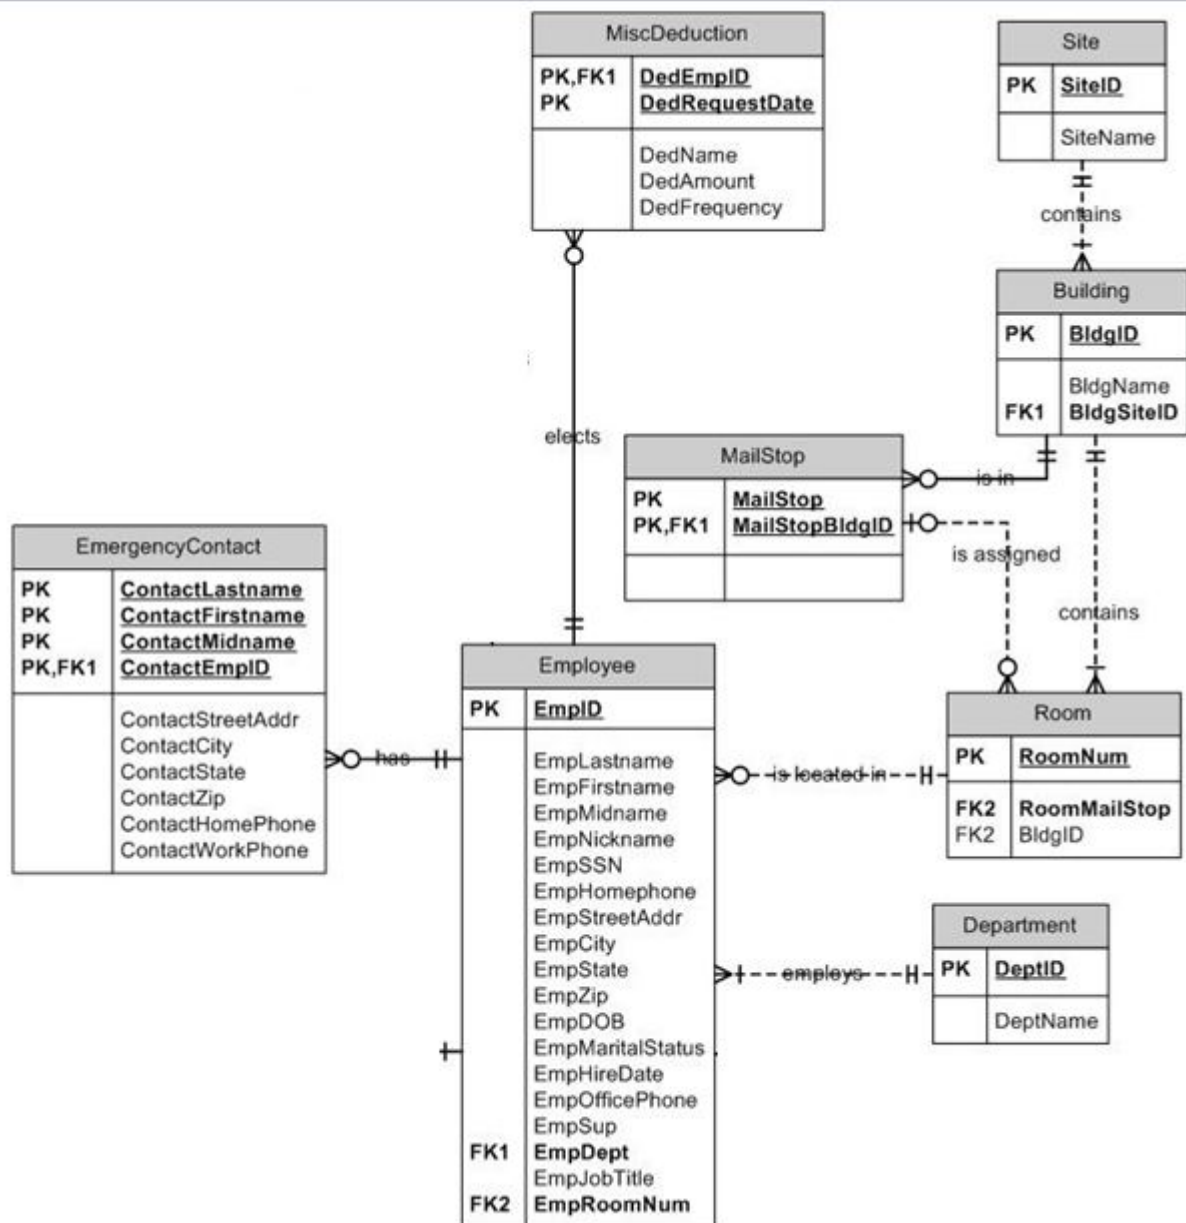 MiscDeduction
PK,FK1 DedEmpID
PK DedRequestDate
DedName
DedAmount
DedFrequency
Site
PK SiteID
SiteName
contains
Building
PK BldgID
BldgName
FK1 BldgSiteID
elects
MailStop
PK MailStop
PK,FK1 MailStopBldgID
is in
is assigned
contains
EmergencyContact
PK ContactLastname
PK ContactFirstname
PK ContactMidname
PK,FK1 ContactEmpID
ContactStreetAddr
ContactCity
ContactState
ContactZip
ContactHomePhone
ContactWorkPhone
has
Employee
PK EmpID
EmpLastname
EmpFirstname
EmpMidname
EmpNickname
EmpSSN
EmpHomephone
EmpStreetAddr
EmpCity
EmpState
EmpZip
EmpDOB
EmpMaritalStatus
EmpHireDate
EmpOfficePhone
EmpSup
FK1 EmpDept
EmpJobTitle
FK2 EmpRoomNum
is located in
Room
PK RoomNum
FK2 RoomMailStop
FK2 BldgID
employs
Department
PK DeptID
DeptName